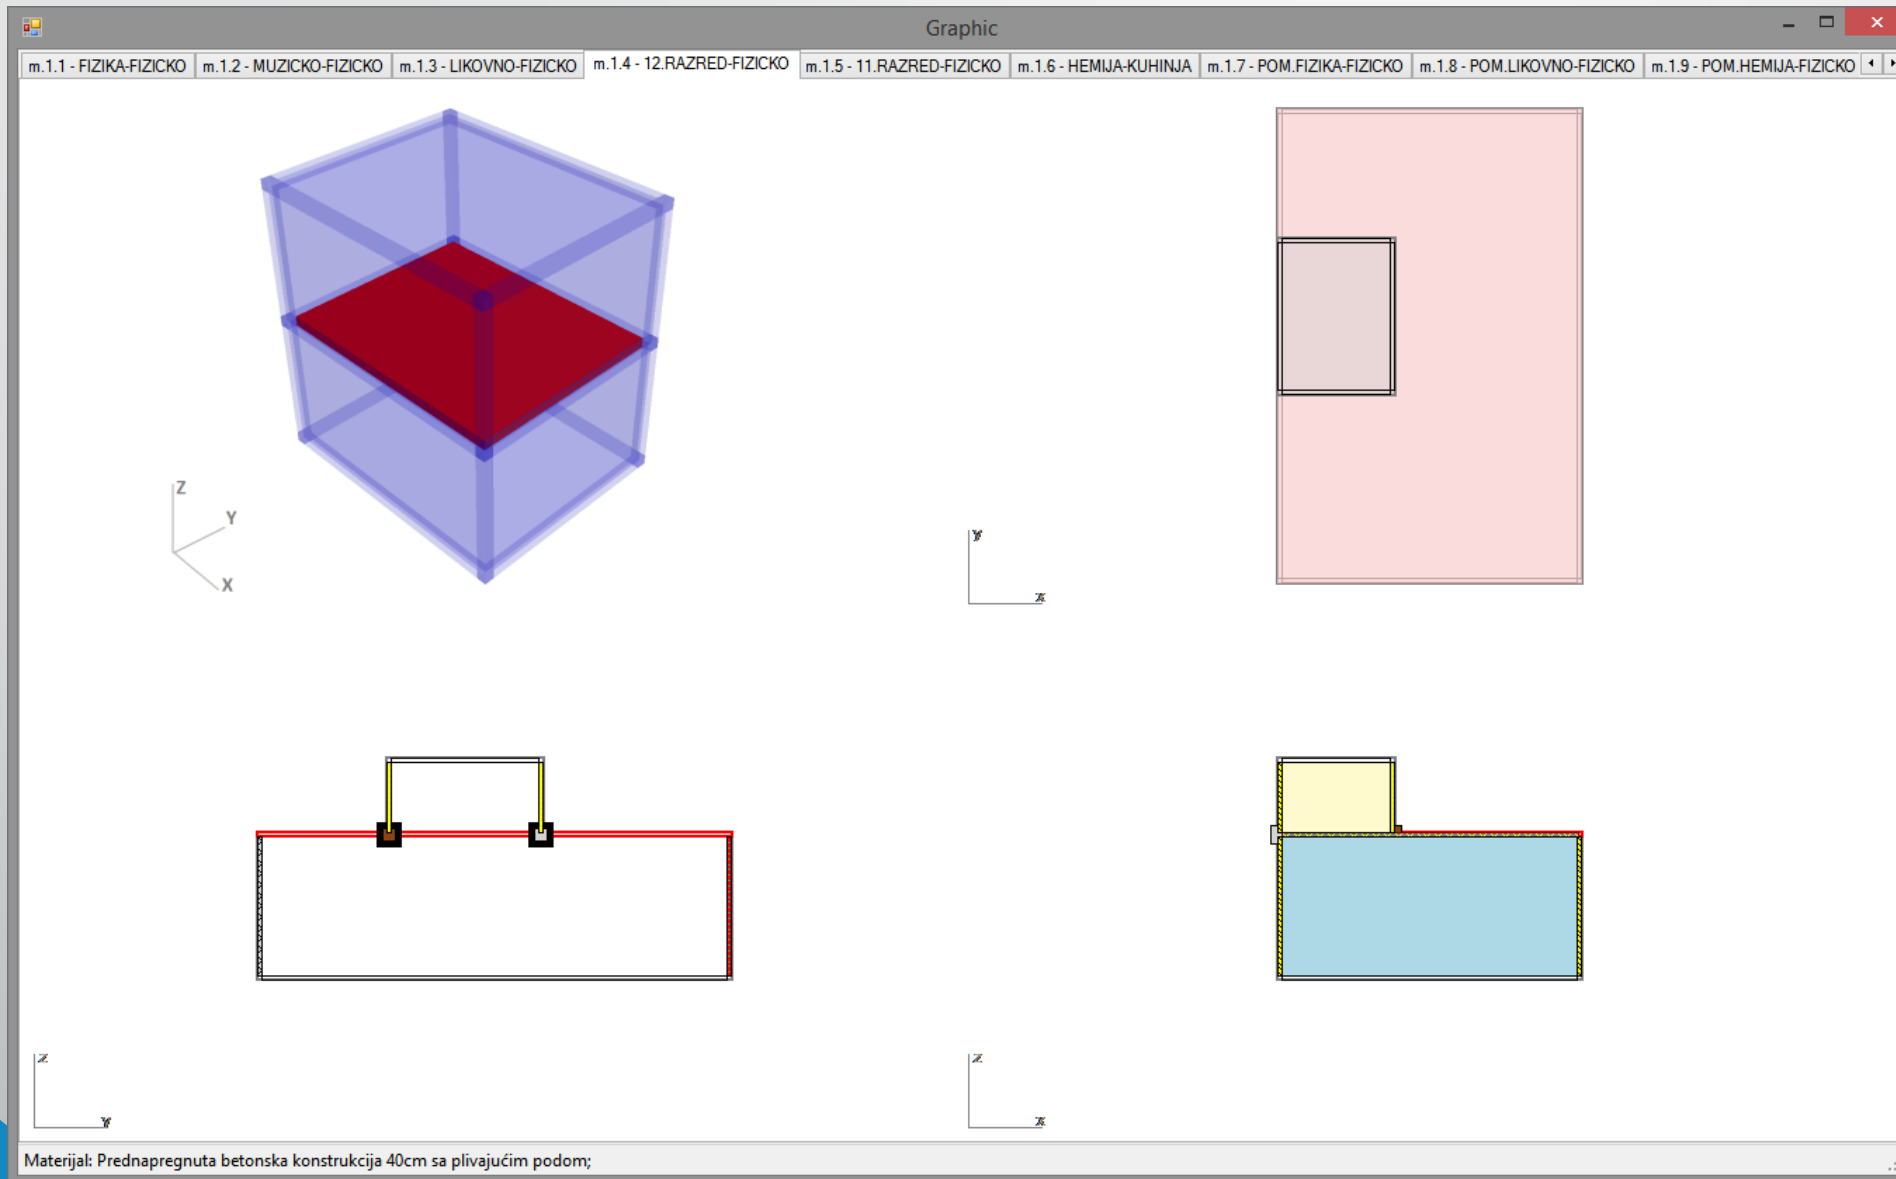 Graphic
m.1.1 - FIZIKA-FIZICKO m.1.2 - MUZICKO-FIZICKO m.1.3 - LIKOVNO-FIZICKO m.1.4 - 12.RAZRED-FIZICKO m.1.5 - 11.RAZRED-FIZICKO m.1.6 - HEMIJA-KUHINJA m.1.7 - POM.FIZIKA-FIZICKO m.1.8 - POM.LIKOVNO-FIZICKO m.1.9 - POM.HEMIJA-FIZICKO
Z
Y
X
Y
X
Z
Y
Z
X
Materijal: Prednapregnuta betonska konstrukcija 40cm sa plivajućim podom;